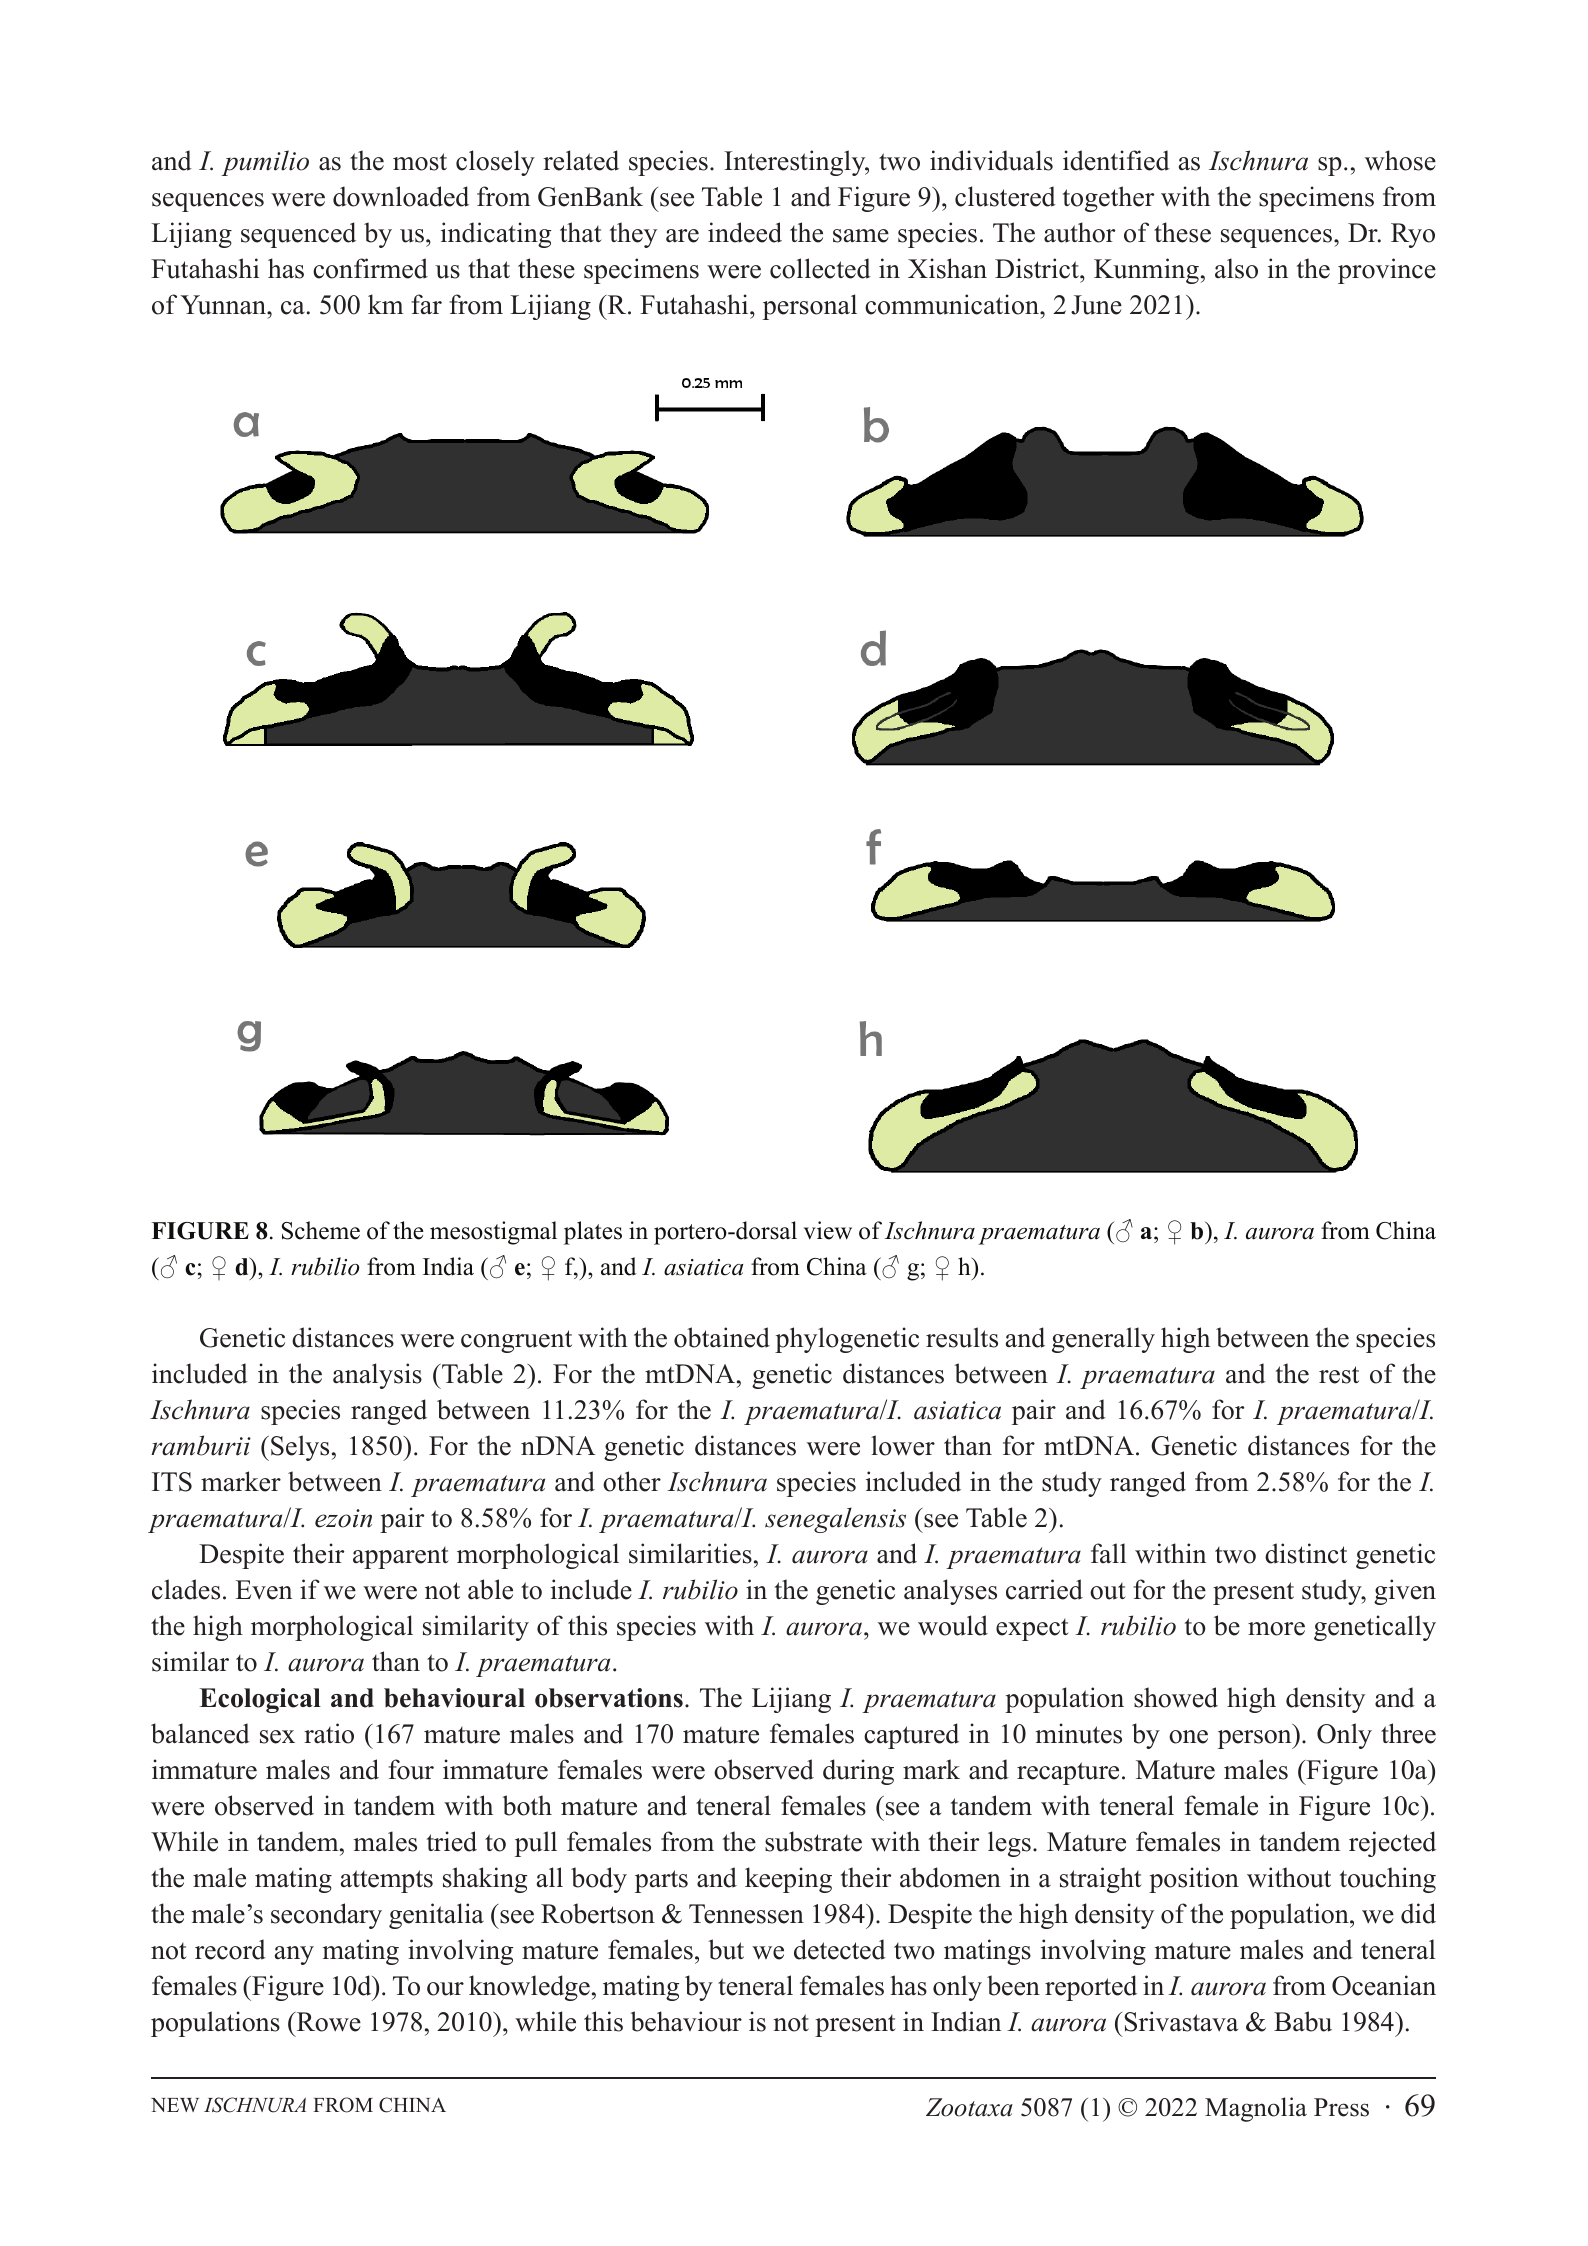 and I. pumilio as the most closely related species. Interestingly, two individuals identified as Ischnura sp., whose
sequences were downloaded from GenBank (see Table 1 and Figure 9), clustered together with the specimens from
Lijiang sequenced by us, indicating that they are indeed the same species. The author of these sequences, Dr. Ryo
Futahashi has confirmed us that these specimens were collected in Xishan District, Kunming, also in the province
of Yunnan, ca. 500 km far from Lijiang (R. Futahashi, personal communication, 2 June 2021).
0.25 mm
a
b
c
d
e
f
g
h
FIGURE 8. Scheme of the mesostigmal plates in portero-dorsal view of Ischnura praematura (♂ a; ♀ b), I. aurora from China
(♂ c; ♀ d), I. rubilio from India (♂ e; ♀ f,), and I. asiatica from China (♂ g; ♀ h).
Genetic distances were congruent with the obtained phylogenetic results and generally high between the species
included in the analysis (Table 2). For the mtDNA, genetic distances between I. praematura and the rest of the
Ischnura species ranged between 11.23% for the I. praematura/I. asiatica pair and 16.67% for I. praematura/I.
ramburii (Selys, 1850). For the nDNA genetic distances were lower than for mtDNA. Genetic distances for the
ITS marker between I. praematura and other Ischnura species included in the study ranged from 2.58% for the I.
praematura/I. ezoin pair to 8.58% for I. praematura/I. senegalensis (see Table 2).
Despite their apparent morphological similarities, I. aurora and I. praematura fall within two distinct genetic
clades. Even if we were not able to include I. rubilio in the genetic analyses carried out for the present study, given
the high morphological similarity of this species with I. aurora, we would expect I. rubilio to be more genetically
similar to I. aurora than to I. praematura.
Ecological and behavioural observations. The Lijiang I. praematura population showed high density and a
balanced sex ratio (167 mature males and 170 mature females captured in 10 minutes by one person). Only three
immature males and four immature females were observed during mark and recapture. Mature males (Figure 10a)
were observed in tandem with both mature and teneral females (see a tandem with teneral female in Figure 10c).
While in tandem, males tried to pull females from the substrate with their legs. Mature females in tandem rejected
the male mating attempts shaking all body parts and keeping their abdomen in a straight position without touching
the male’s secondary genitalia (see Robertson & Tennessen 1984). Despite the high density of the population, we did
not record any mating involving mature females, but we detected two matings involving mature males and teneral
females (Figure 10d). To our knowledge, mating by teneral females has only been reported in I. aurora from Oceanian
populations (Rowe 1978, 2010), while this behaviour is not present in Indian I. aurora (Srivastava & Babu 1984).
NEW ISCHNURA FROM CHINA
Zootaxa 5087 (1) © 2022 Magnolia Press · 69